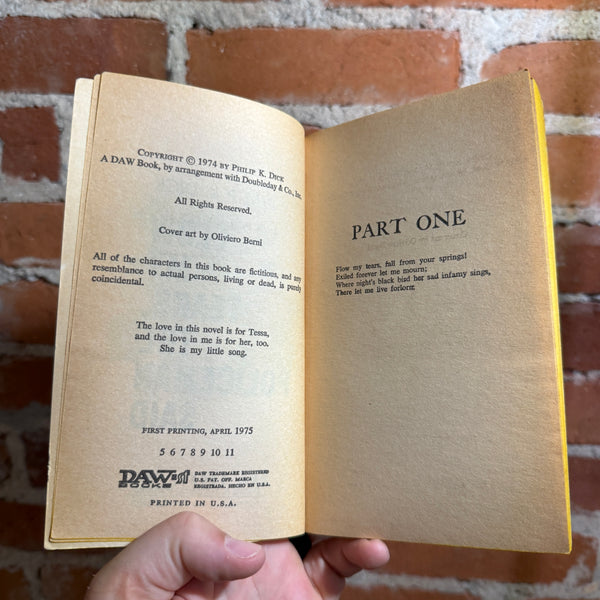 Copyright © 1974 by Philip K. Dick
A DAW Book, by arrangement with Doubleday & Co., Inc.
All Rights Reserved.
Cover art by Oliviero Berni
All of the characters in this book are fictitious, and any
resemblance to actual persons, living or dead, is purely
coincidental.
The love in this novel is for Tessa,
and the love in me is for her, too.
She is my little song.
FIRST PRINTING, APRIL 1975
5 6 7 8 9 10 11
DAW BOOKS
DAW TRADEMARK REGISTERED
U.S. PAT. OFF. MARCA
REGISTRADA. HECHO EN U.S.A.
PRINTED IN U.S.A.
PART ONE
Flow my tears, fall from your springs!
Exiled forever let me mourn;
Where night's black bird her sad infamy sings,
There let me live forlorn.